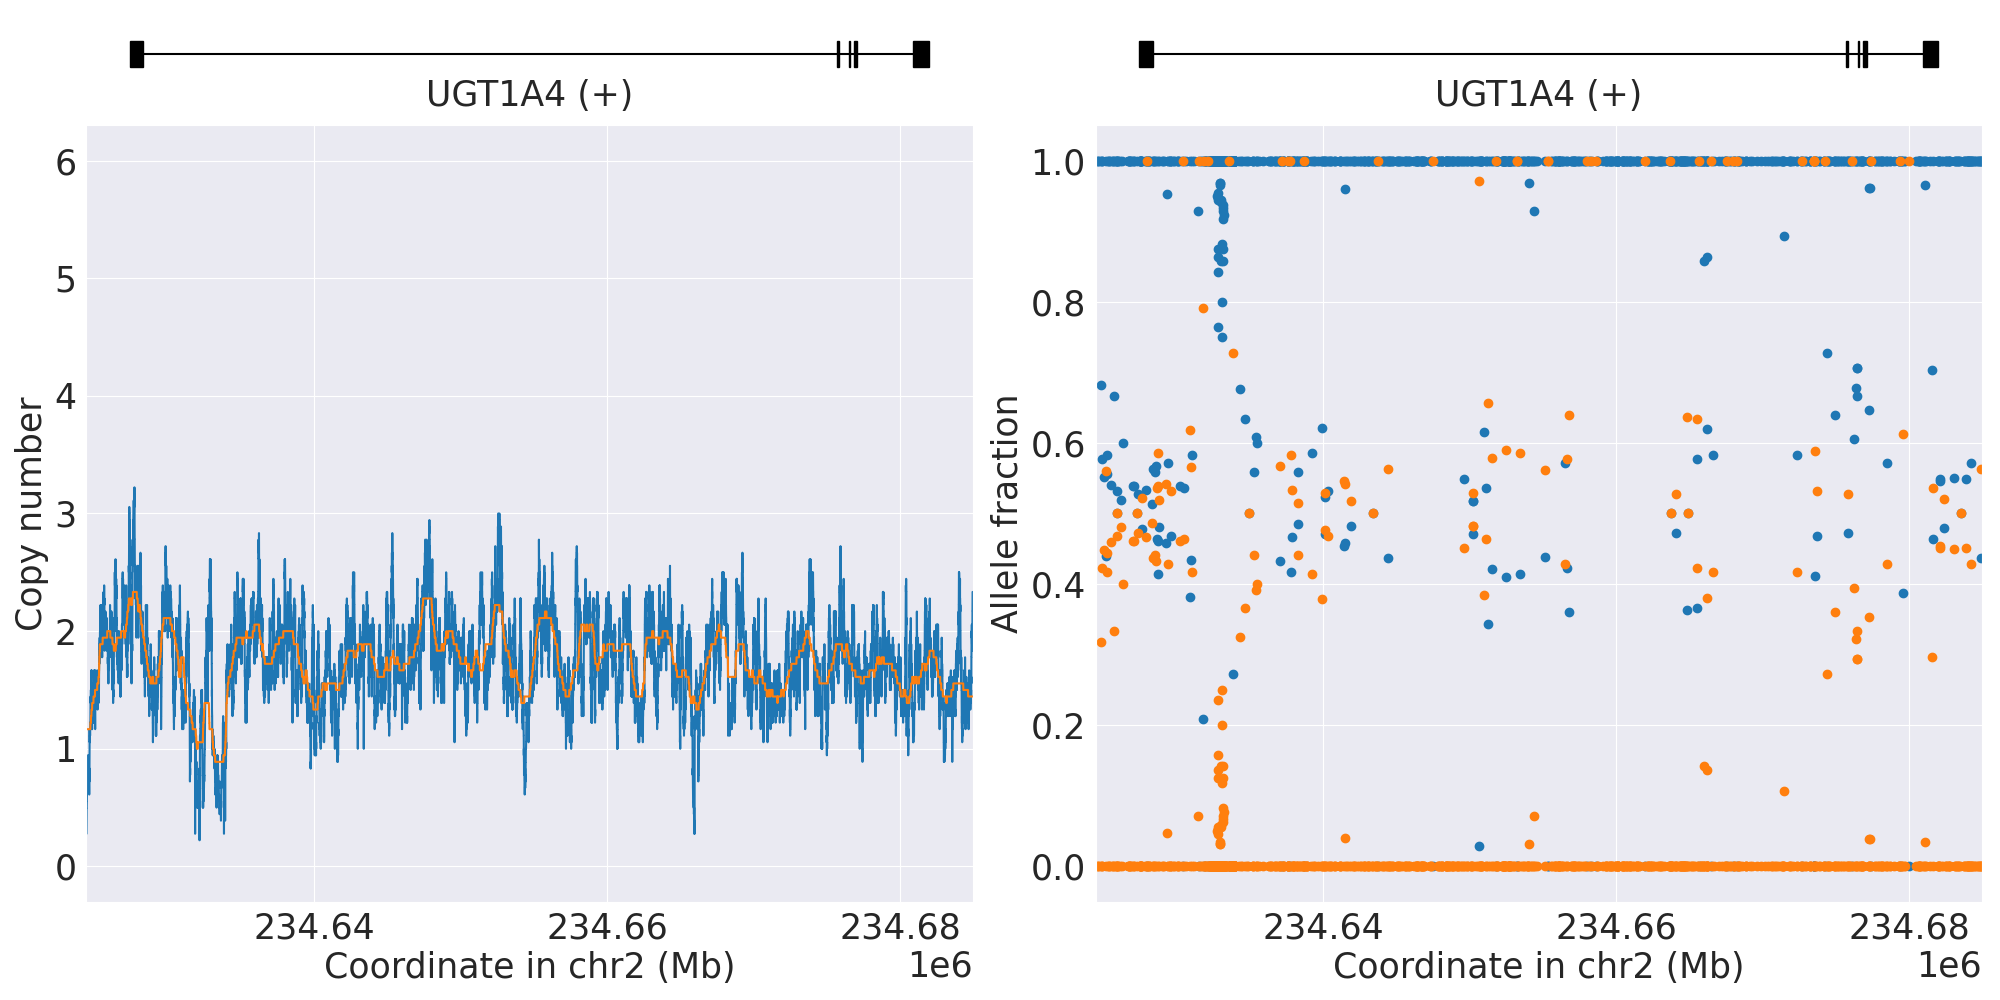 UGT1A4 (+)
6
5
4
3
2
1
0
Copy number
234.64
234.66
234.68
Coordinate in chr2 (Mb)
1e6
UGT1A4 (+)
1.0
0.8
0.6
0.4
0.2
0.0
Allele fraction
234.64
234.66
234.68
Coordinate in chr2 (Mb)
1e6